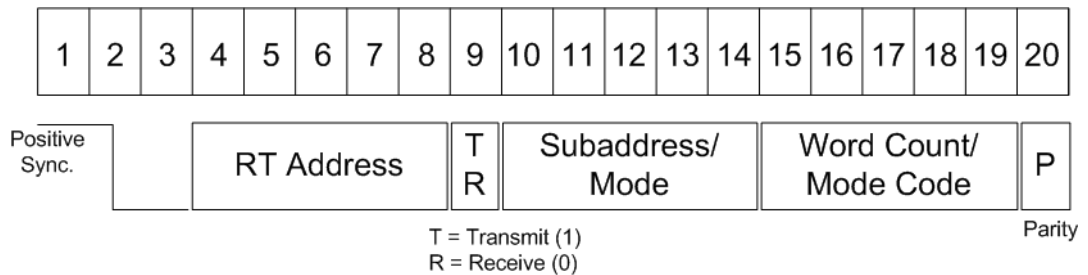 1 2 3 4 5 6 7 8 9 10 11 12 13 14 15 16 17 18 19 20
Positive
Sync.
RT Address
T
R
Subaddress/
Mode
Word Count/
Mode Code
P
T = Transmit (1)
R = Receive (0)
Parity